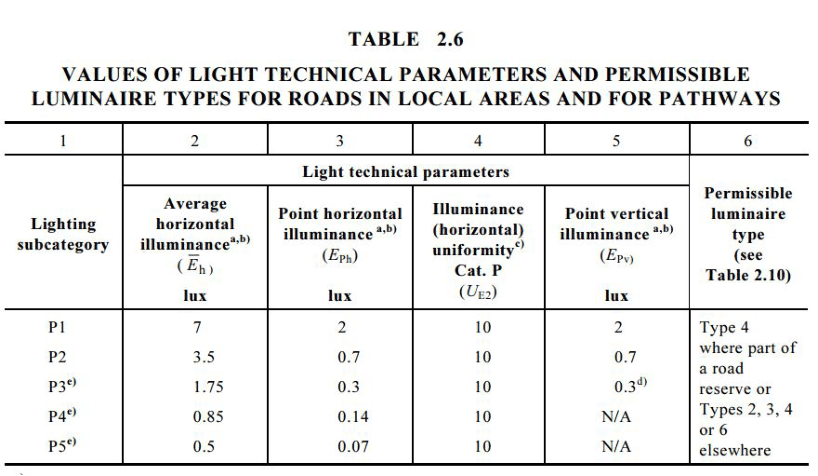 TABLE 2.6
VALUES OF LIGHT TECHNICAL PARAMETERS AND PERMISSIBLE
LUMINAIRE TYPES FOR ROADS IN LOCAL AREAS AND FOR PATHWAYS
1 2 3 4 5 6
Lighting
subcategory
Light technical parameters
Average
horizontal
illuminance a,b)
(Ēh)
lux
Point horizontal
illuminance a,b)
(EPh)
lux
Illuminance
(horizontal)
uniformity c)
Cat. P
(UE2)
Point vertical
illuminance a,b)
(EPv)
lux
Permissible
luminaire
type
(see
Table 2.10)
P1 7 2 10 2
P2 3.5 0.7 10 0.7
P3e) 1.75 0.3 10 0.3d)
P4e) 0.85 0.14 10 N/A
P5e) 0.5 0.07 10 N/A
Type 4
where part of
a road
reserve or
Types 2, 3, 4
or 6
elsewhere